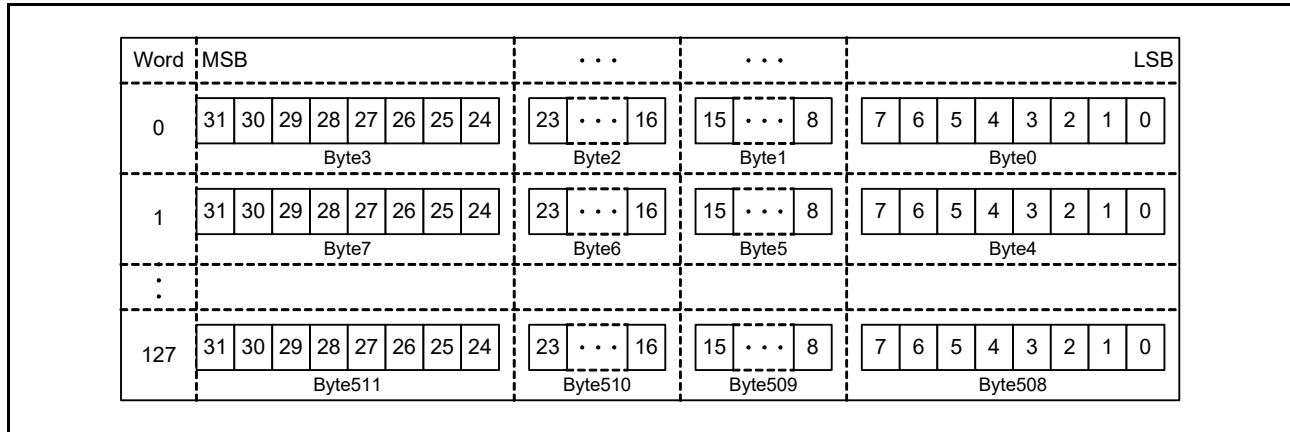 Word MSB · · · · · · LSB
0 31 30 29 28 27 26 25 24 23 · · · 16 15 · · · 8 7 6 5 4 3 2 1 0
Byte3 Byte2 Byte1 Byte0
1 31 30 29 28 27 26 25 24 23 · · · 16 15 · · · 8 7 6 5 4 3 2 1 0
Byte7 Byte6 Byte5 Byte4
· · ·
127 31 30 29 28 27 26 25 24 23 · · · 16 15 · · · 8 7 6 5 4 3 2 1 0
Byte511 Byte510 Byte509 Byte508